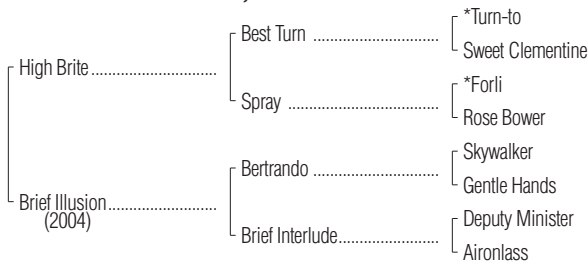 High Brite
Brief Illusion
(2004)
Best Turn
Spray
Bertrando
Brief Interlude
*Turn-to
Sweet Clementine
*Forli
Rose Bower
Skywalker
Gentle Hands
Deputy Minister
Aironlass